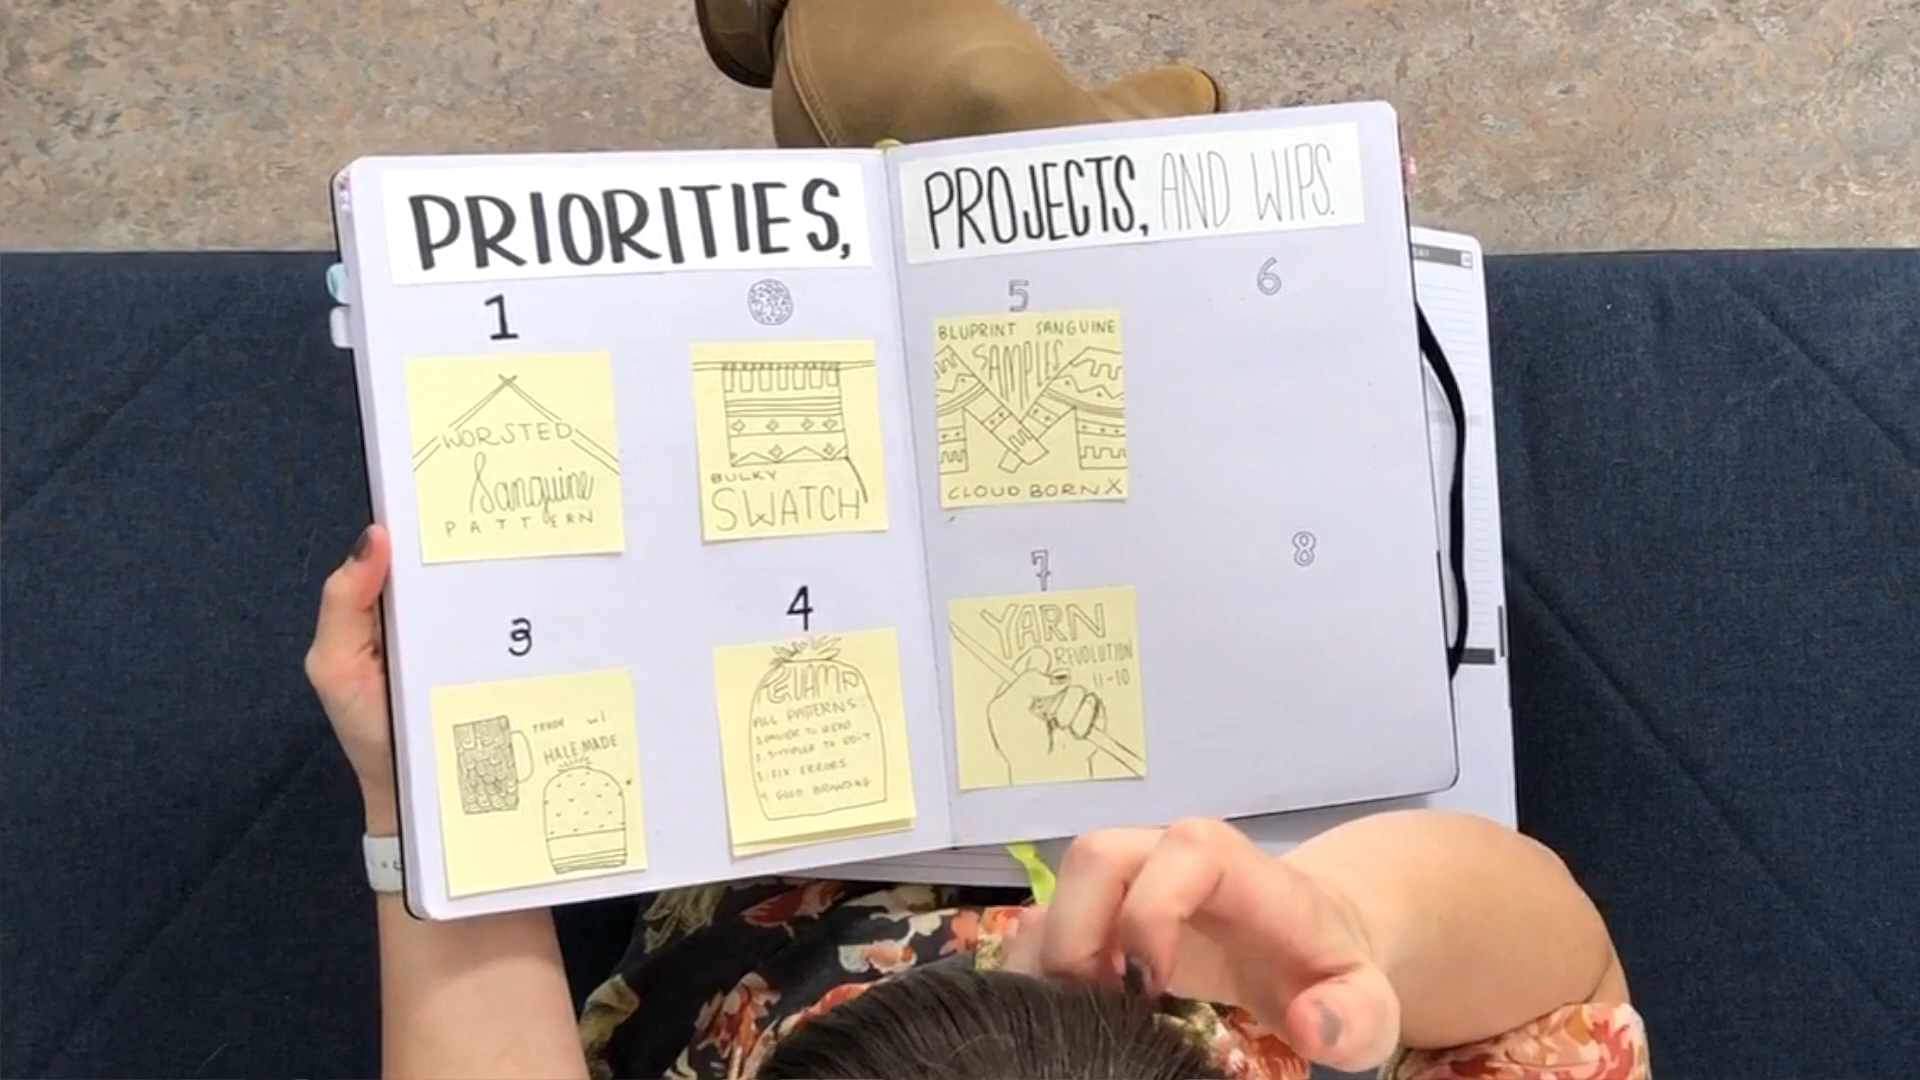 PRIORITIES,
1
WORSTED
Sanguine
PATTERN
BULKY
SWATCH
3
TRADE W/
HALE MADE
4
REVAMP
ALL PATTERNS
1. EASIER TO READ
2. SIMPLER TO EDIT
3. FIX ERRORS
4. GOOD BRANDING
PROJECTS, AND WIPS.
5
BLUPRINT SANGUINE
SAMPLES
CLOUD BORN X
6
7
YARN
REVOLUTION
11-10
8